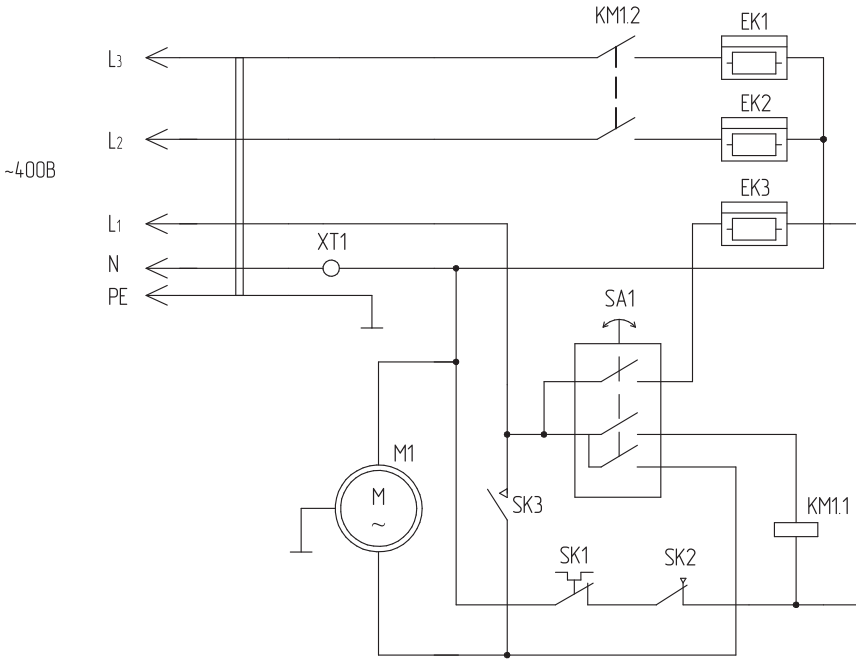 KM1.2
EK1
L3
EK2
L2
~400В
EK3
L1
XT1
N
PE
SA1
M1
M
~
SK3
KM1.1
SK1
SK2